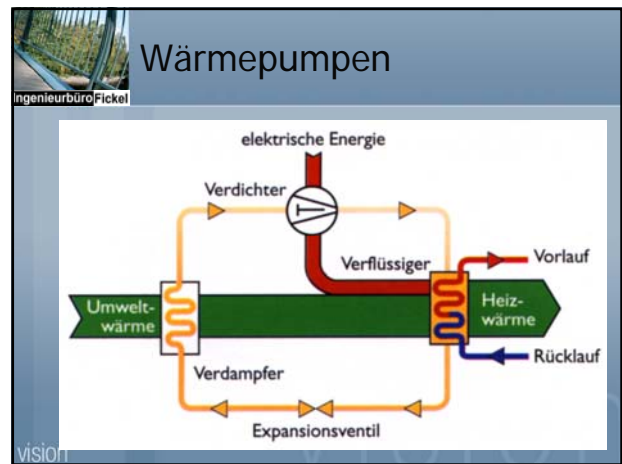 Wärmepumpen
Ingenieurbüro Fickel
elektrische Energie
Verdichter
Verflüssiger
Vorlauf
Umwelt-
wärme
Heiz-
wärme
Rücklauf
Verdampfer
Expansionsventil
vision